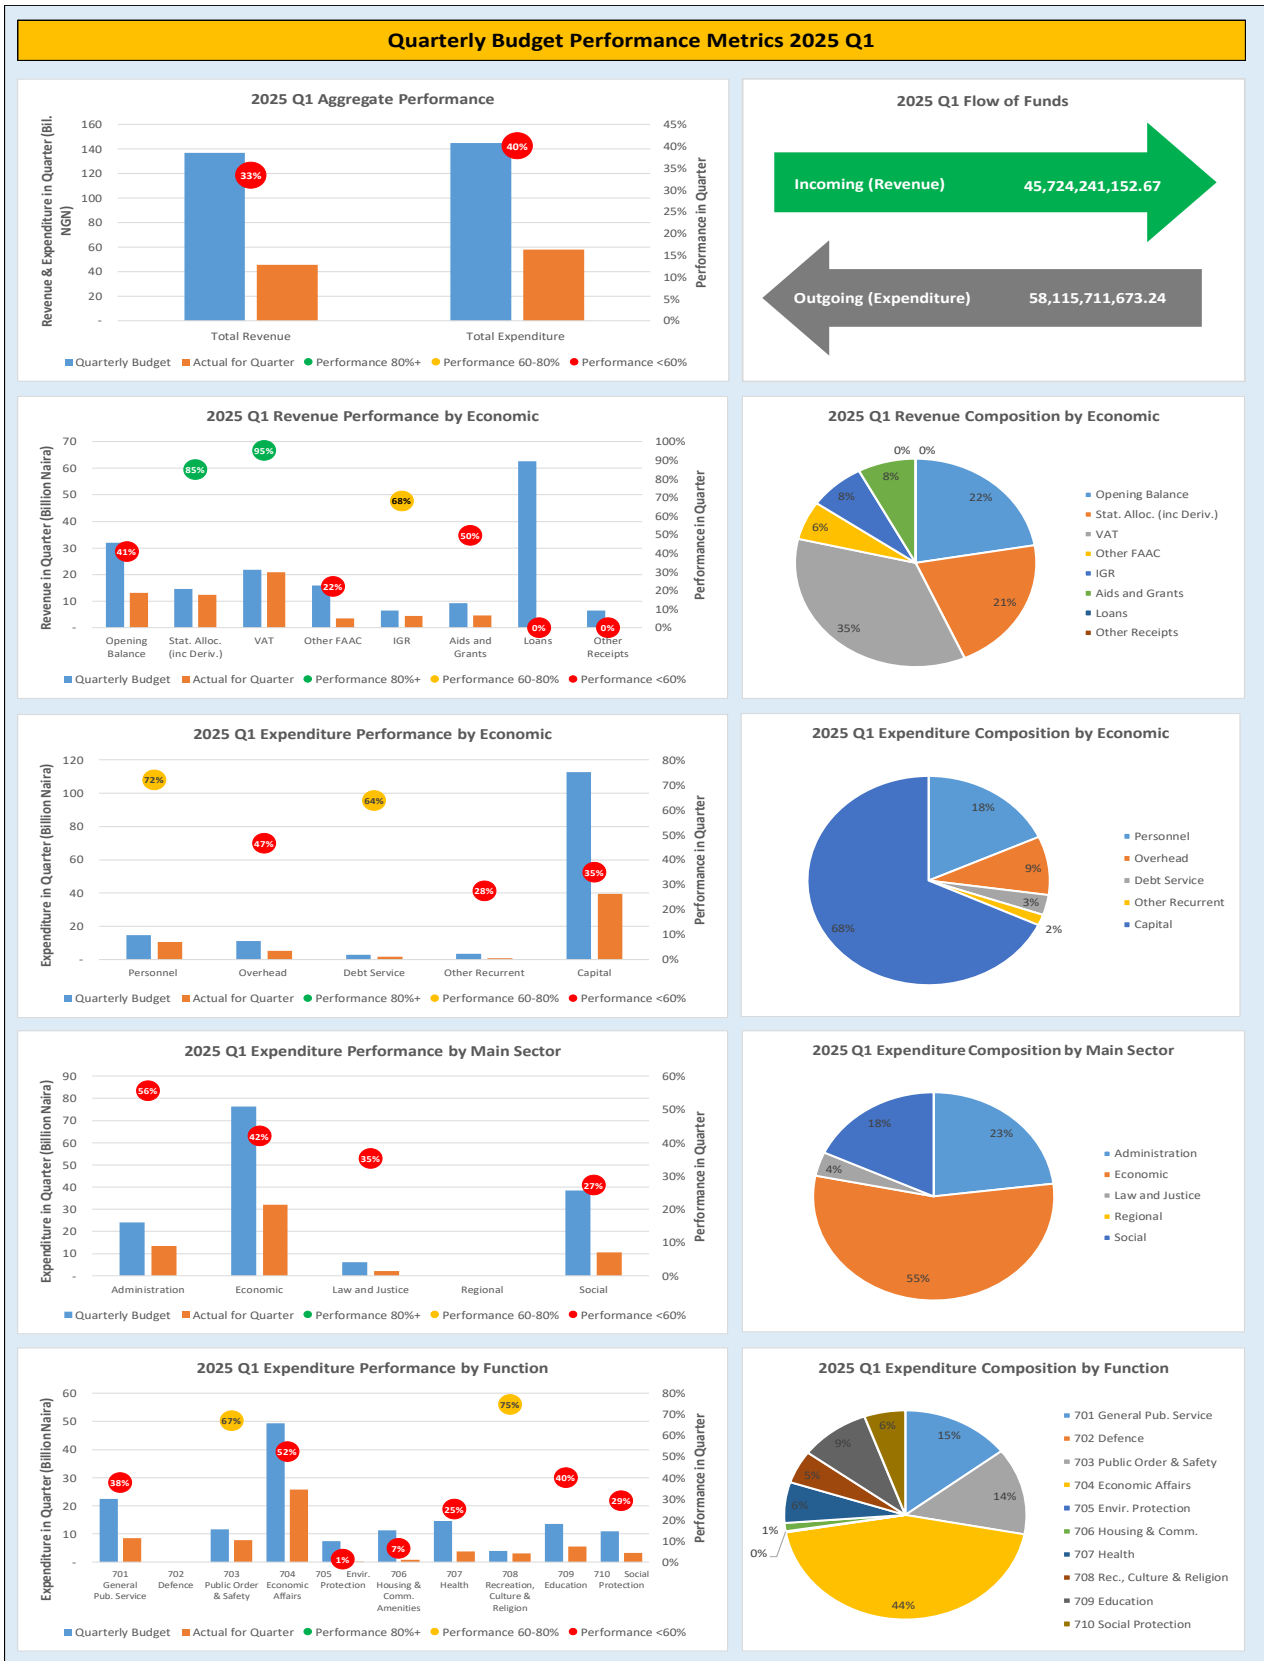 Quarterly Budget Performance Metrics 2025 Q1
2025 Q1 Aggregate Performance
Revenue & Expenditure in Quarter (Bil. NGN)
160
140
120
100
80
60
40
20
-
45%
40%
35%
30%
25%
20%
15%
10%
5%
0%
Performance in Quarter
33%
40%
Total Revenue
Total Expenditure
Quarterly Budget Actual for Quarter Performance 80%+ Performance 60-80% Performance <60%
2025 Q1 Flow of Funds
Incoming (Revenue) 45,724,241,152.67
Outgoing (Expenditure) 58,115,711,673.24
2025 Q1 Revenue Performance by Economic
Revenue in Quarter (Billion Naira)
70
60
50
40
30
20
10
-
100%
90%
80%
70%
60%
50%
40%
30%
20%
10%
0%
Performance in Quarter
41%
85%
95%
22%
68%
50%
0%
0%
Opening Balance
Stat. Alloc. (inc Deriv.)
VAT
Other FAAC
IGR
Aids and Grants
Loans
Other Receipts
Quarterly Budget Actual for Quarter Performance 80%+ Performance 60-80% Performance <60%
2025 Q1 Revenue Composition by Economic
0% 0%
22%
21%
35%
6%
8%
8%
Opening Balance
Stat. Alloc. (inc Deriv.)
VAT
Other FAAC
IGR
Aids and Grants
Loans
Other Receipts
2025 Q1 Expenditure Performance by Economic
Expenditure in Quarter (Billion Naira)
120
100
80
60
40
20
-
80%
70%
60%
50%
40%
30%
20%
10%
0%
Performance in Quarter
72%
47%
64%
28%
35%
Personnel
Overhead
Debt Service
Other Recurrent
Capital
Quarterly Budget Actual for Quarter Performance 80%+ Performance 60-80% Performance <60%
2025 Q1 Expenditure Composition by Economic
18%
9%
3%
2%
68%
Personnel
Overhead
Debt Service
Other Recurrent
Capital
2025 Q1 Expenditure Performance by Main Sector
Expenditure in Quarter (Billion Naira)
90
80
70
60
50
40
30
20
10
-
60%
50%
40%
30%
20%
10%
0%
Performance in Quarter
56%
42%
35%
27%
Administration
Economic
Law and Justice
Regional
Social
Quarterly Budget Actual for Quarter Performance 80%+ Performance 60-80% Performance <60%
2025 Q1 Expenditure Composition by Main Sector
23%
55%
4%
18%
Administration
Economic
Law and Justice
Regional
Social
2025 Q1 Expenditure Performance by Function
Expenditure in Quarter (Billion Naira)
60
50
40
30
20
10
-
80%
70%
60%
50%
40%
30%
20%
10%
0%
Performance in Quarter
38%
67%
52%
1%
7%
25%
75%
40%
29%
701 General Pub. Service
702 Defence
703 Public Order & Safety
704 Economic Affairs
705 Envir. Protection
706 Housing & Comm. Amenities
707 Health
708 Recreation, Culture & Religion
709 Education
710 Social Protection
Quarterly Budget Actual for Quarter Performance 80%+ Performance 60-80% Performance <60%
2025 Q1 Expenditure Composition by Function
15%
14%
44%
0%
1%
6%
5%
9%
6%
701 General Pub. Service
702 Defence
703 Public Order & Safety
704 Economic Affairs
705 Envir. Protection
706 Housing & Comm.
707 Health
708 Rec., Culture & Religion
709 Education
710 Social Protection